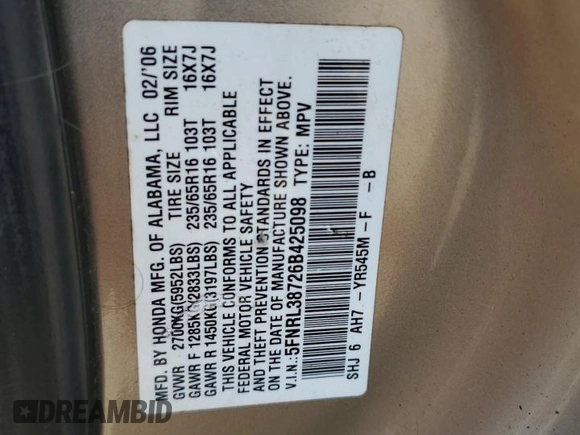 MFD. BY HONDA MFG. OF ALABAMA, LLC 02/'06
GVWR 2700KG(5952LBS) TIRE SIZE RIM SIZE
GAWR F 1285KG(2833LBS) 235/65R16 103T 16X7J
GAWR R 1450KG(3197LBS) 235/65R16 103T 16X7J
THIS VEHICLE CONFORMS TO ALL APPLICABLE
FEDERAL MOTOR VEHICLE SAFETY
AND THEFT PREVENTION STANDARDS IN EFFECT
ON THE DATE OF MANUFACTURE SHOWN ABOVE.
V.I.N.: 5FNRL38726B425098 TYPE: MPV
SHJ 6 AH7 - YR545M - F - B
DREAMBID